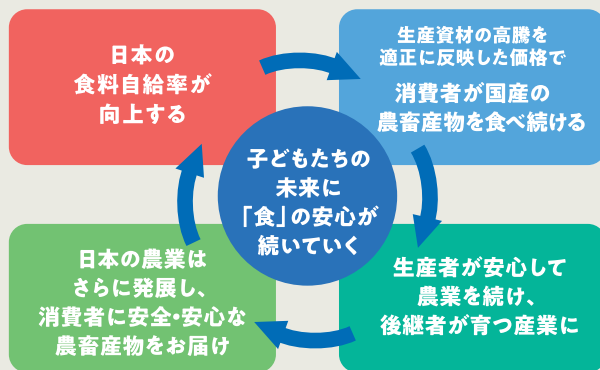 日本の
食料自給率が
向上する
生産資材の高騰を
適正に反映した価格で
消費者が国産の
農畜産物を食べ続ける
子どもたちの
未来に
「食」の安心が
続いていく
日本の農業は
さらに発展し、
消費者に安全・安心な
農畜産物をお届け
生産者が安心して
農業を続け、
後継者が育つ産業に